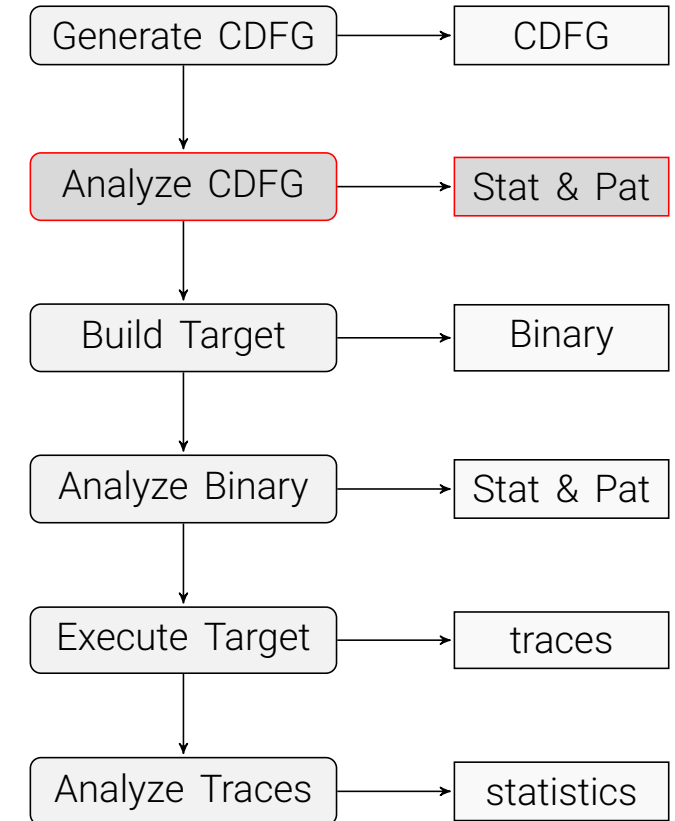 Generate CDFG
CDFG
Analyze CDFG
Stat & Pat
Build Target
Binary
Analyze Binary
Stat & Pat
Execute Target
traces
Analyze Traces
statistics